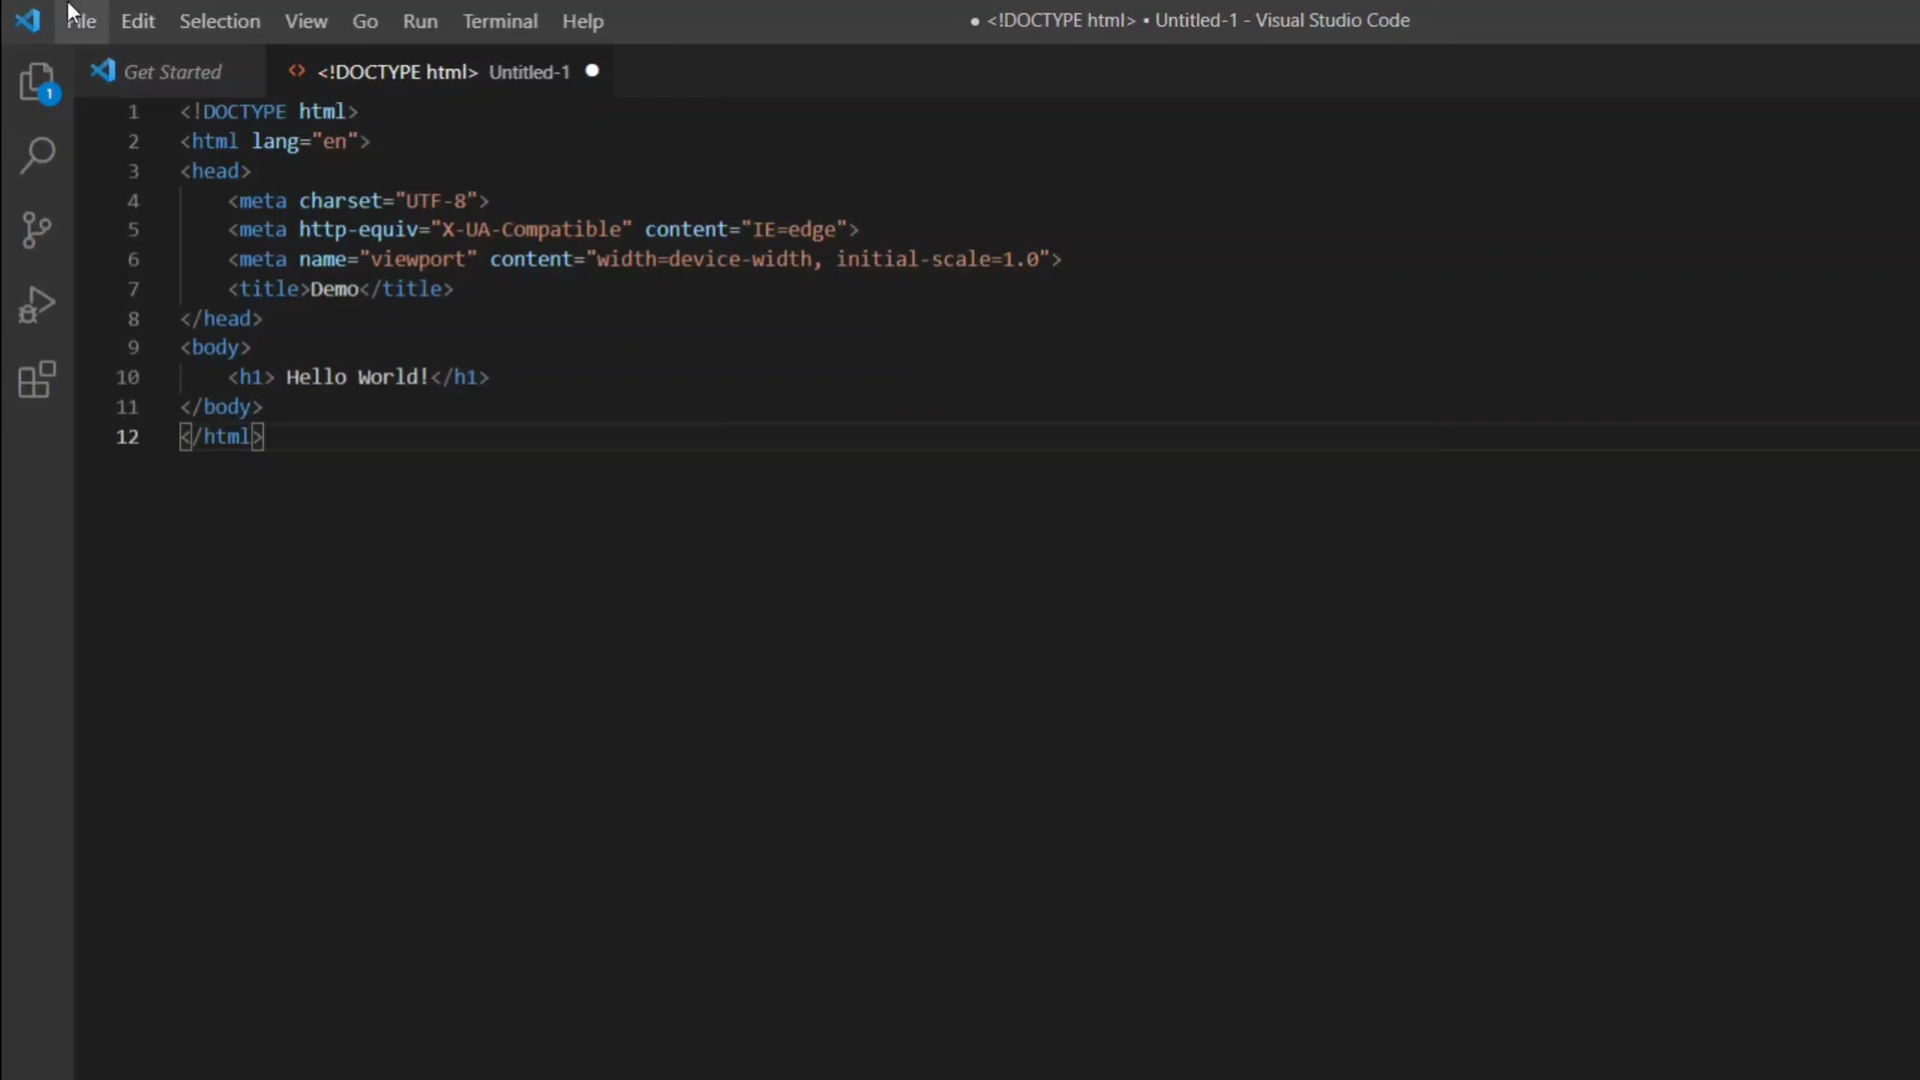 File Edit Selection View Go Run Terminal Help ● <!DOCTYPE html> • Untitled-1 - Visual Studio Code
Get Started <!DOCTYPE html> Untitled-1
1 <!DOCTYPE html>
2 <html lang="en">
1
3 <head>
4 <meta charset="UTF-8">
5 <meta http-equiv="X-UA-Compatible" content="IE=edge">
6 <meta name="viewport" content="width=device-width, initial-scale=1.0">
7 <title>Demo</title>
8 </head>
9 <body>
10 <h1> Hello World!</h1>
11 </body>
12 </html>